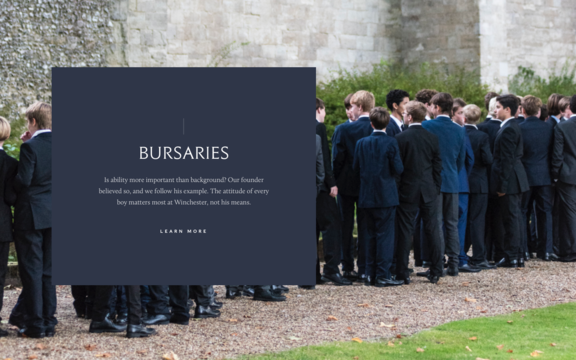 BURSARIES
Is ability more important than background? Our founder
believed so, and we follow his example. The attitude of every
boy matters most at Winchester, not his means.
LEARN MORE